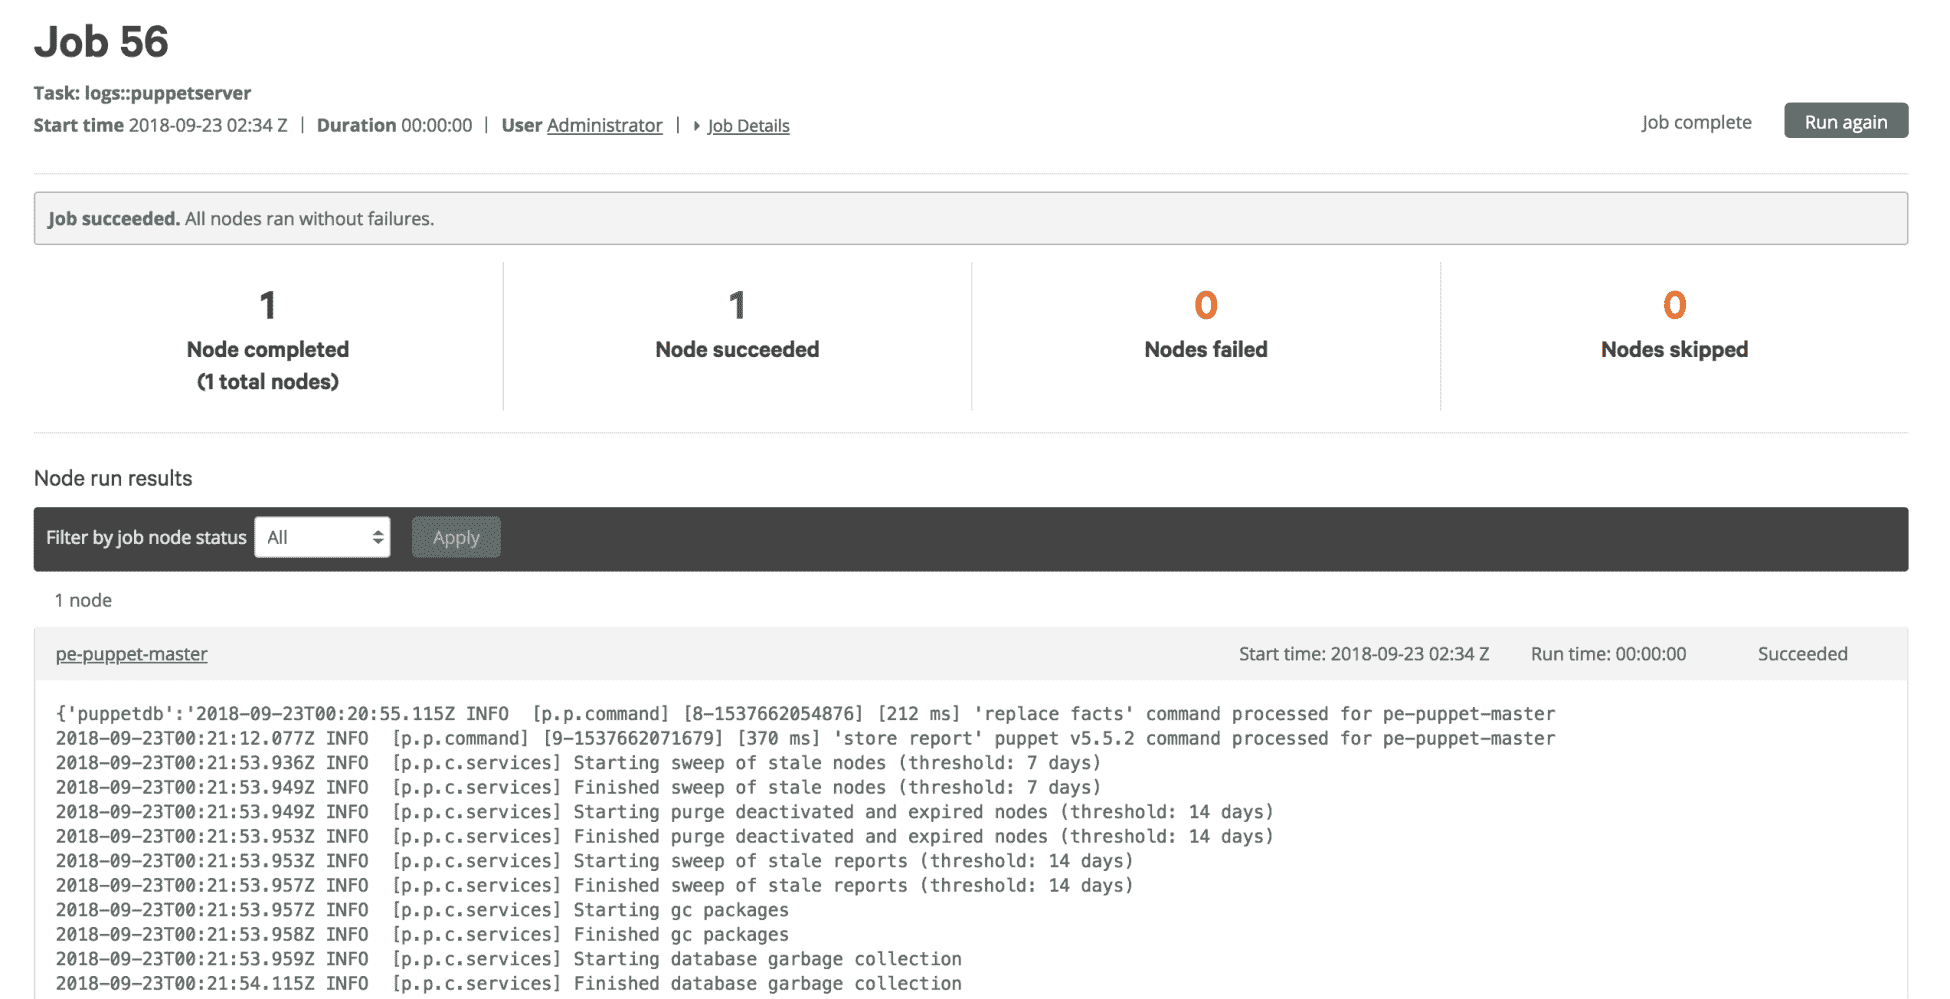 Job 56
Task: logs::puppetserver
Start time 2018-09-23 02:34 Z | Duration 00:00:00 | User Administrator | Job Details
Job complete
Run again
Job succeeded. All nodes ran without failures.
1
Node completed
(1 total nodes)
1
Node succeeded
0
Nodes failed
0
Nodes skipped
Node run results
Filter by job node status All Apply
1 node
pe-puppet-master Start time: 2018-09-23 02:34 Z Run time: 00:00:00 Succeeded
{'puppetdb':'2018-09-23T00:20:55.115Z INFO  [p.p.command] [8-1537662054876] [212 ms] 'replace facts' command processed for pe-puppet-master
2018-09-23T00:21:12.077Z INFO  [p.p.command] [9-1537662071679] [370 ms] 'store report' puppet v5.5.2 command processed for pe-puppet-master
2018-09-23T00:21:53.936Z INFO  [p.p.c.services] Starting sweep of stale nodes (threshold: 7 days)
2018-09-23T00:21:53.949Z INFO  [p.p.c.services] Finished sweep of stale nodes (threshold: 7 days)
2018-09-23T00:21:53.949Z INFO  [p.p.c.services] Starting purge deactivated and expired nodes (threshold: 14 days)
2018-09-23T00:21:53.953Z INFO  [p.p.c.services] Finished purge deactivated and expired nodes (threshold: 14 days)
2018-09-23T00:21:53.953Z INFO  [p.p.c.services] Starting sweep of stale reports (threshold: 14 days)
2018-09-23T00:21:53.957Z INFO  [p.p.c.services] Finished sweep of stale reports (threshold: 14 days)
2018-09-23T00:21:53.957Z INFO  [p.p.c.services] Starting gc packages
2018-09-23T00:21:53.958Z INFO  [p.p.c.services] Finished gc packages
2018-09-23T00:21:53.959Z INFO  [p.p.c.services] Starting database garbage collection
2018-09-23T00:21:54.115Z INFO  [p.p.c.services] Finished database garbage collection